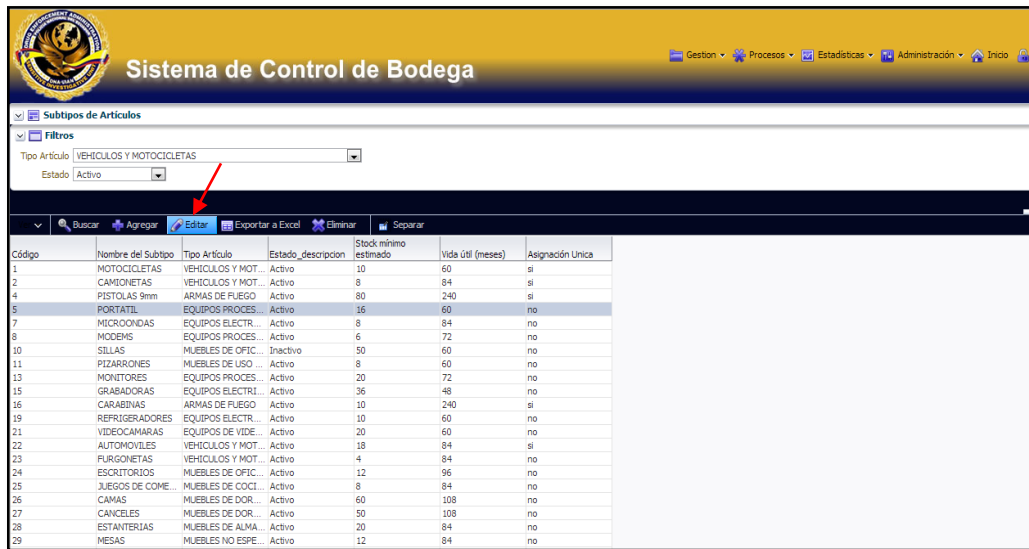 Sistema de Control de Bodega
Gestion Procesos Estadísticas Administración Inicio
Subtipos de Artículos
Filtros
Tipo Artículo VEHICULOS Y MOTOCICLETAS
Estado Activo
Buscar Agregar Editar Exportar a Excel Eliminar Separar
Código Nombre del Subtipo Tipo Artículo Estado_descripcion Stock mínimo estimado Vida útil (meses) Asignación Unica
1 MOTOCICLETAS VEHICULOS Y MOT... Activo 10 60 si
2 CAMIONETAS VEHICULOS Y MOT... Activo 8 84 si
4 PISTOLAS 9mm ARMAS DE FUEGO Activo 80 240 si
5 PORTATIL EQUIPOS PROCES... Activo 16 60 no
7 MICROONDAS EQUIPOS ELECTR... Activo 8 84 no
8 MODEMS EQUIPOS PROCES... Activo 6 72 no
10 SILLAS MUEBLES DE OFIC... Inactivo 50 60 no
11 PIZARRONES MUEBLES DE USO ... Activo 8 60 no
13 MONITORES EQUIPOS PROCES... Activo 20 72 no
15 GRABADORAS EQUIPOS ELECTRI... Activo 36 48 no
16 CARABINAS ARMAS DE FUEGO Activo 10 240 si
19 REFRIGERADORES EQUIPOS ELECTR... Activo 10 60 no
21 VIDEOCAMARAS EQUIPOS DE VIDE... Activo 20 60 no
22 AUTOMOVILES VEHICULOS Y MOT... Activo 18 84 si
23 FURGONETAS VEHICULOS Y MOT... Activo 4 84 no
24 ESCRITORIOS MUEBLES DE OFIC... Activo 12 96 no
25 JUEGOS DE COME... MUEBLES DE COCI... Activo 8 84 no
26 CAMAS MUEBLES DE DOR... Activo 60 108 no
27 CANCELES MUEBLES DE DOR... Activo 50 108 no
28 ESTANTERIAS MUEBLES DE ALMA... Activo 20 84 no
29 MESAS MUEBLES NO ESPE... Activo 12 84 no